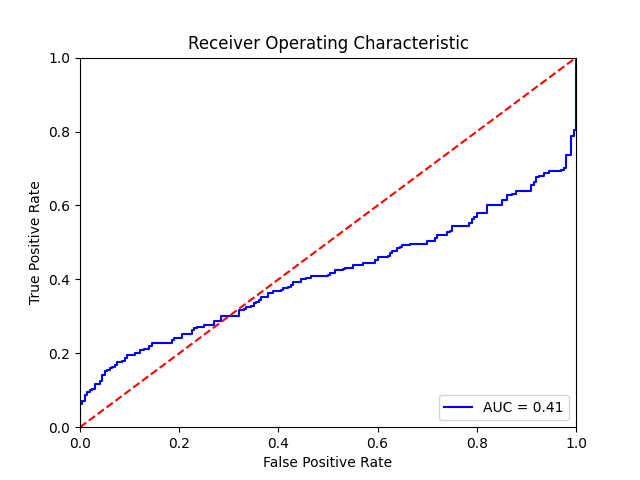 Receiver Operating Characteristic
1.0
0.8
0.6
0.4
0.2
0.0
True Positive Rate
AUC = 0.41
0.0 0.2 0.4 0.6 0.8 1.0
False Positive Rate